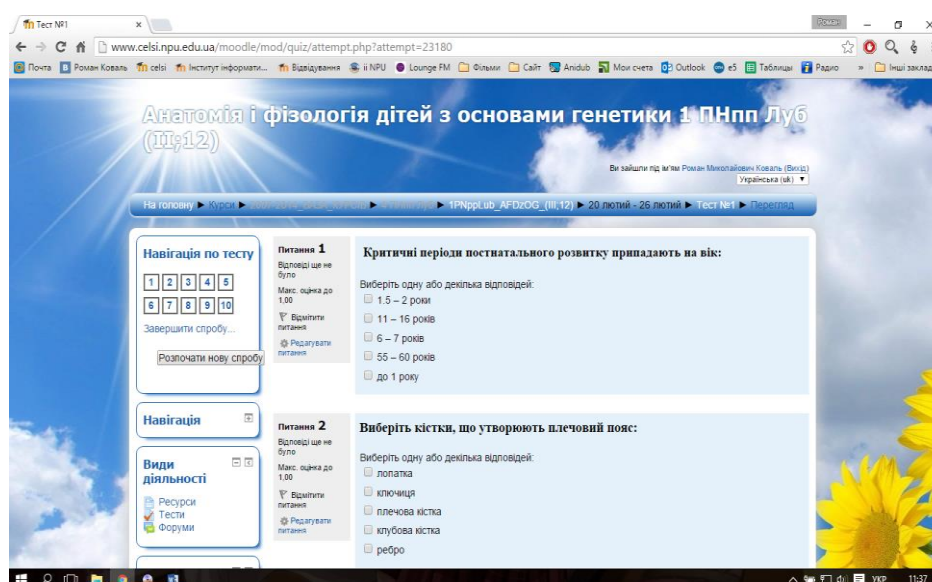 Тест №1
Роман
www.celsi.npu.edu.ua/moodle/mod/quiz/attempt.php?attempt=23180
Почта Роман Коваль celsi Інститут інформати... Відвідування ii NPU Lounge FM Фільми Сайт Anidub Мои счета Outlook e5 Таблицы Радио » Інші заклад
Анатомія і фізологія дітей з основами генетики 1 ПНпп Луб
(ІІІ;12)
Ви зайшли під ім'ям Роман Миколайович Коваль (Вихід)
Українська (uk)
На головну ► Курси ► 1PNppLub_AFDzOG_(III,12) ► 20 лютий - 26 лютий ► Тест №1 ► Перегляд
Навігація по тесту
1 2 3 4 5
6 7 8 9 10
Завершити спробу...
Розпочати нову спробу
Питання 1
Відповіді ще не
було
Макс. оцінка до
1,00
Відмітити
питання
Редагувати
питання
Критичні періоди постнатального розвитку припадають на вік:
Виберіть одну або декілька відповідей:
1.5 – 2 роки
11 – 16 років
6 – 7 років
55 – 60 років
до 1 року
Навігація
Види
діяльності
Ресурси
Тести
Форуми
Питання 2
Відповіді ще не
було
Макс. оцінка до
1,00
Відмітити
питання
Редагувати
питання
Виберіть кістки, що утворюють плечовий пояс:
Виберіть одну або декілька відповідей:
лопатка
ключиця
плечова кістка
клубова кістка
ребро
УКР 11:37